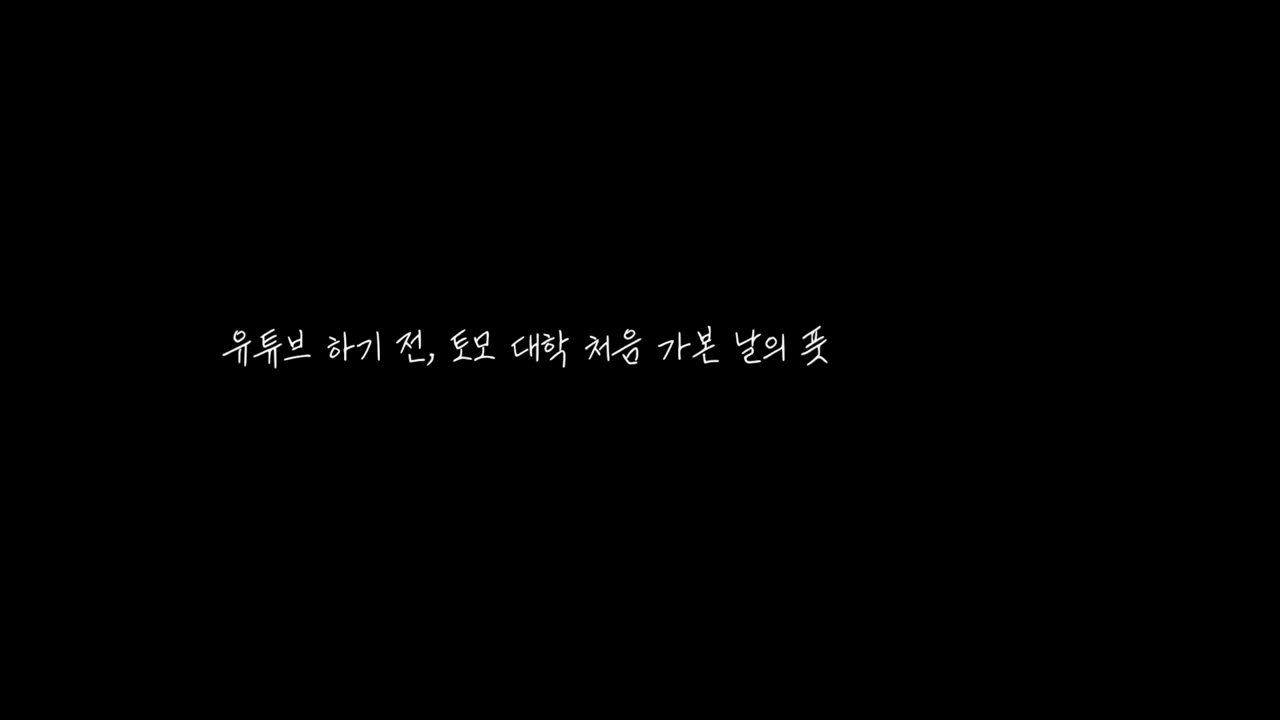 유튜브 하기 전, 토모 대학 처음 가본 날의 풋